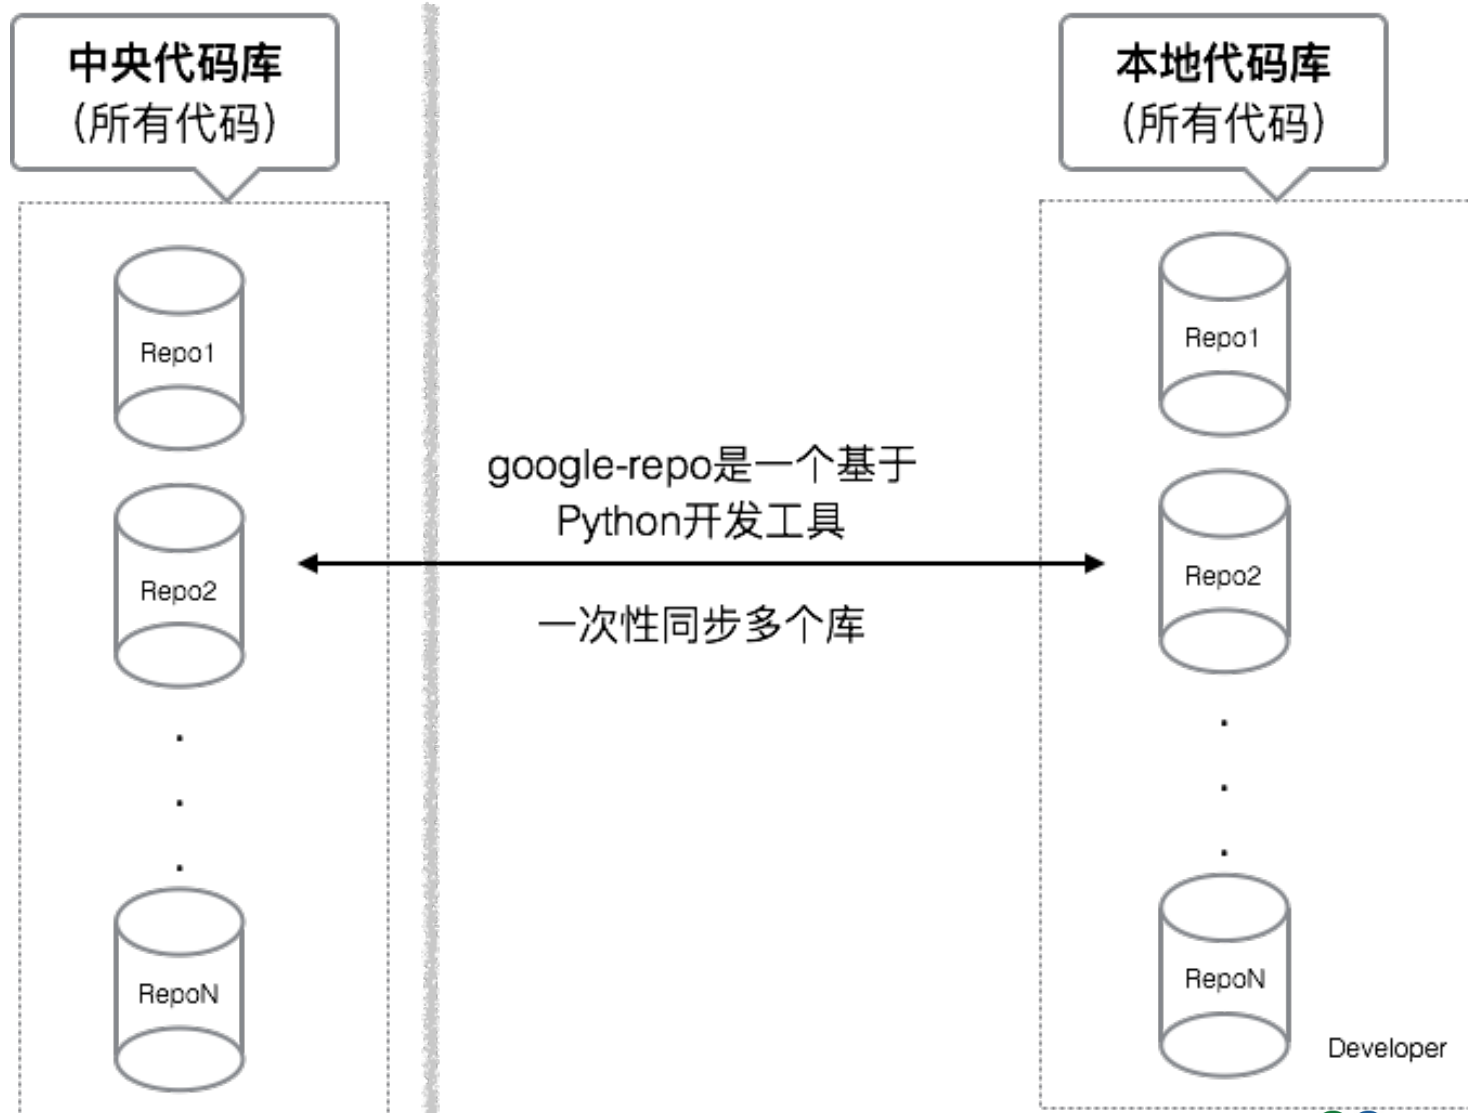 中央代码库
（所有代码）
Repo1
Repo2
.
.
.
RepoN
google-repo是一个基于
Python开发工具
一次性同步多个库
本地代码库
（所有代码）
Repo1
Repo2
.
.
.
RepoN
Developer